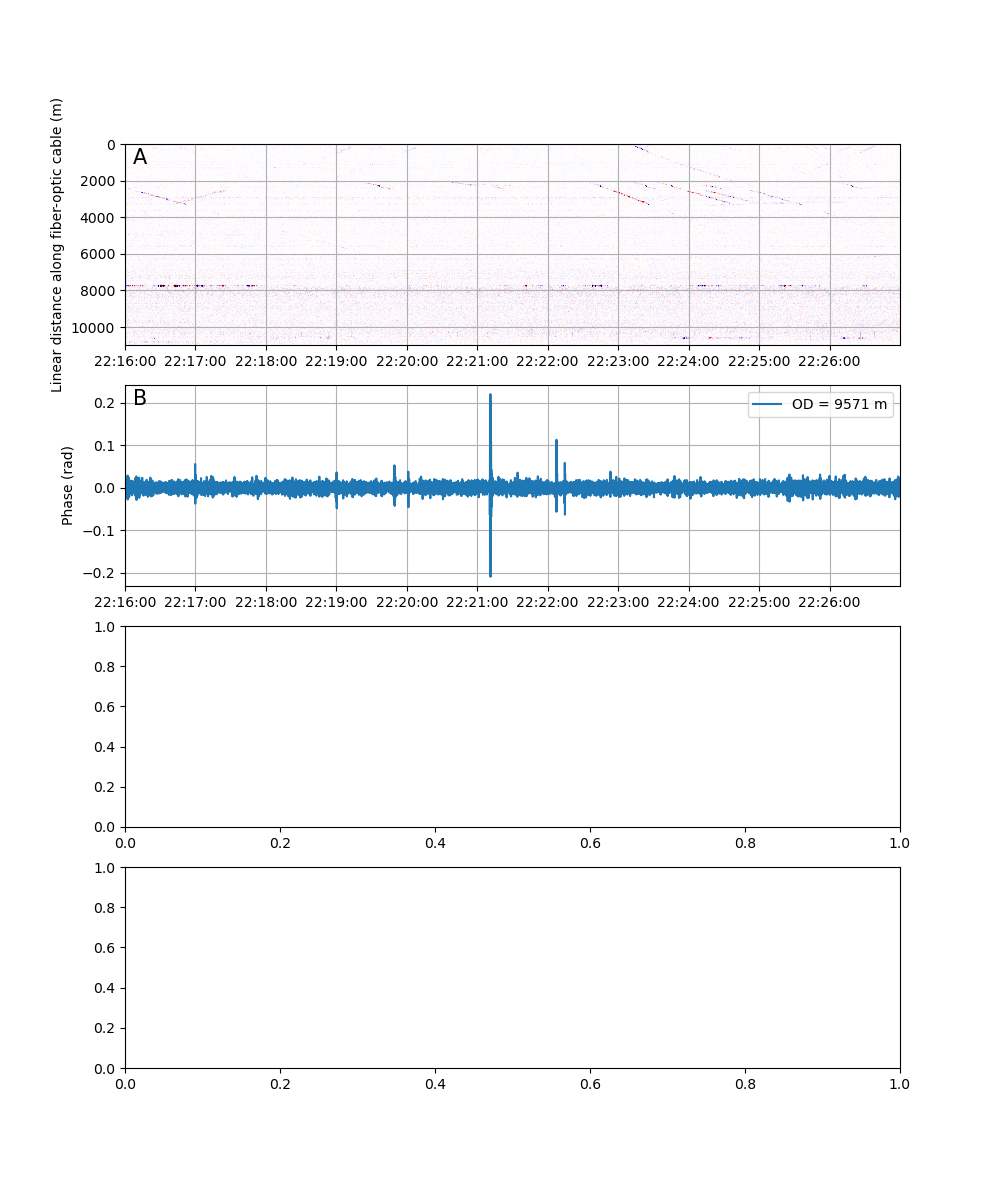 Linear distance along fiber-optic cable (m)
A
0
2000
4000
6000
8000
10000
22:16:00 22:17:00 22:18:00 22:19:00 22:20:00 22:21:00 22:22:00 22:23:00 22:24:00 22:25:00 22:26:00
Phase (rad)
B
OD = 9571 m
0.2
0.1
0.0
−0.1
−0.2
22:16:00 22:17:00 22:18:00 22:19:00 22:20:00 22:21:00 22:22:00 22:23:00 22:24:00 22:25:00 22:26:00
1.0
0.8
0.6
0.4
0.2
0.0
0.0 0.2 0.4 0.6 0.8 1.0
1.0
0.8
0.6
0.4
0.2
0.0
0.0 0.2 0.4 0.6 0.8 1.0